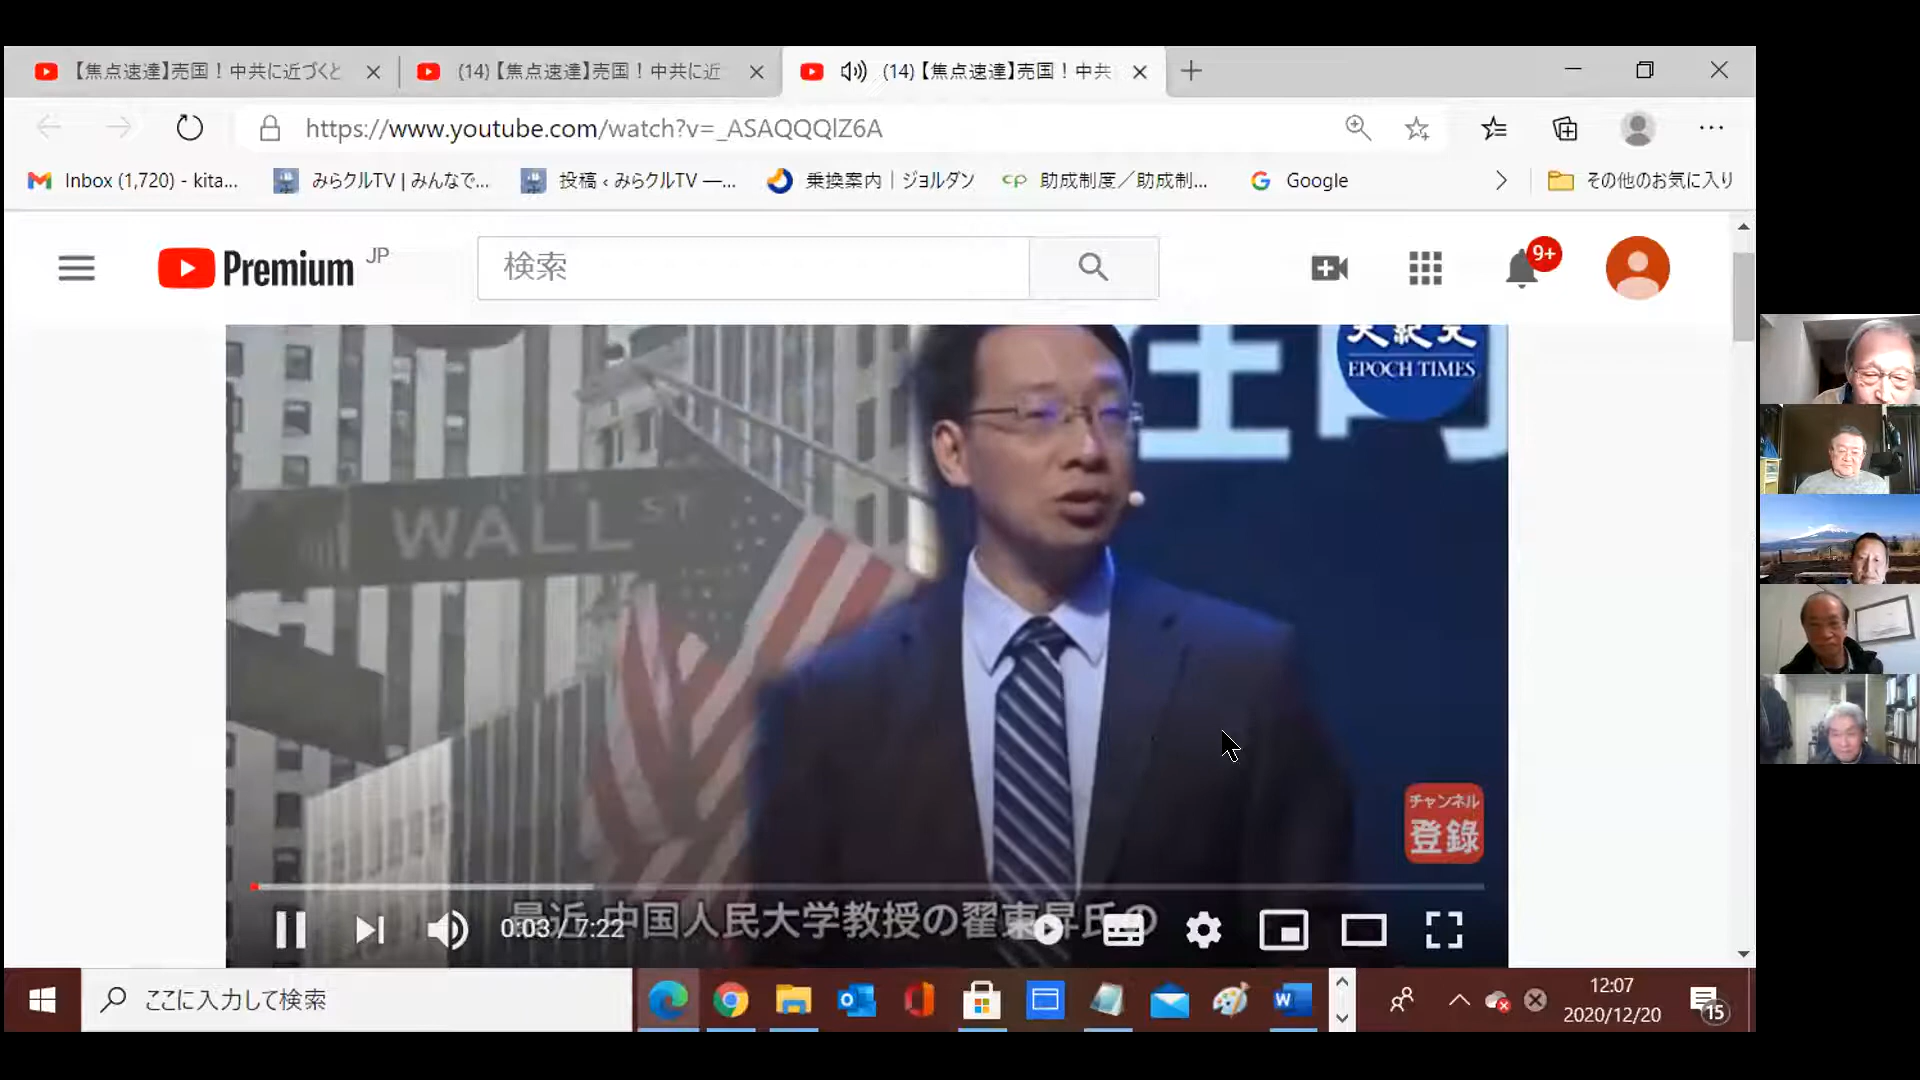 【焦点速達】売国！中共に近づくと
(14)【焦点速達】売国！中共に近
(14)【焦点速達】売国！中共
https://www.youtube.com/watch?v=_ASAQQQlZ6A
Inbox (1,720) - kita...
みらクルTV | みんなで...
投稿 ‹ みらクルTV —...
乗換案内｜ジョルダン
助成制度／助成制...
Google
その他のお気に入り
Premium JP
検索
9+
大紀元
EPOCH TIMES
WALL ST
チャンネル
登録
0:03 / 7:22
最近 中国人民大学教授の翟東昇氏の
ここに入力して検索
12:07
2020/12/20
15